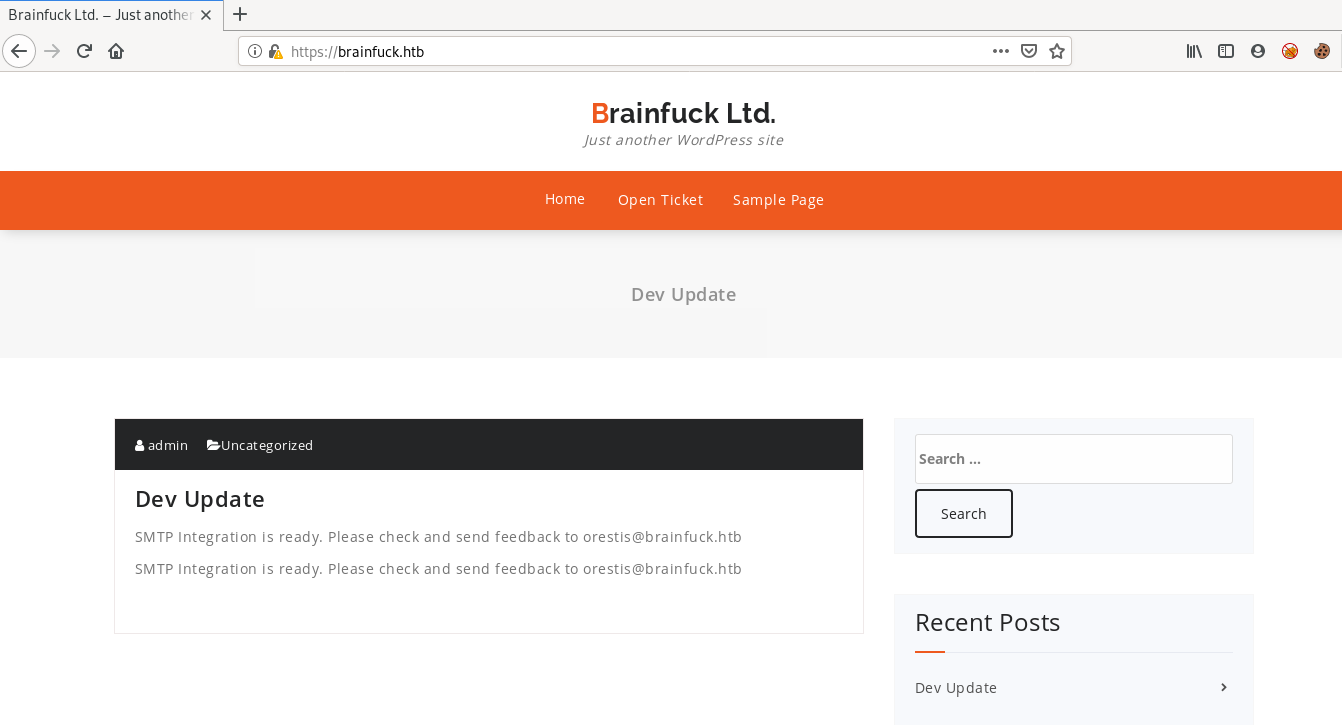 Brainfuck Ltd. – Just another
https://brainfuck.htb
Brainfuck Ltd.
Just another WordPress site
Home Open Ticket Sample Page
Dev Update
admin Uncategorized
Dev Update
SMTP Integration is ready. Please check and send feedback to orestis@brainfuck.htb
SMTP Integration is ready. Please check and send feedback to orestis@brainfuck.htb
Search ...
Search
Recent Posts
Dev Update